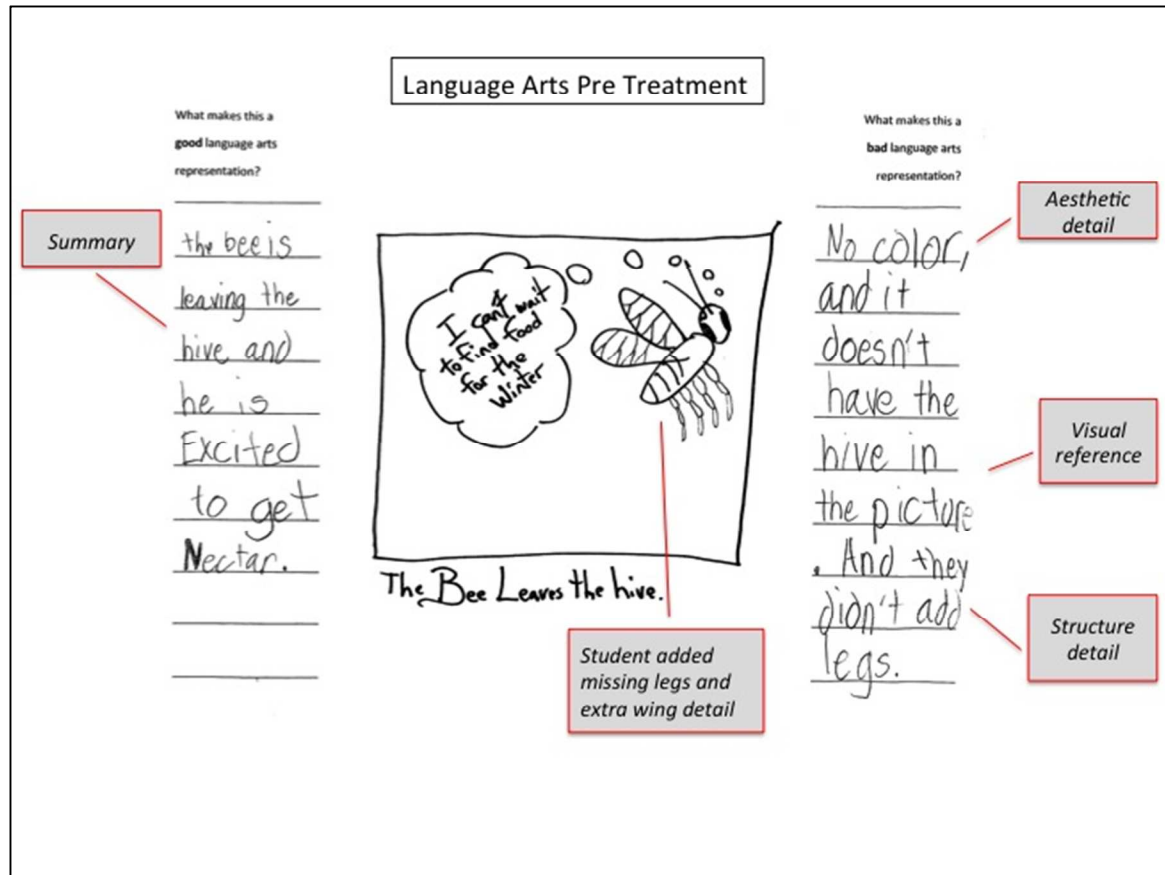 Language Arts Pre Treatment
What makes this a
good language arts
representation?
Summary
the bee is
leaving the
hive and
he is
Excited
to get
Nectar.
I can't wait
to find food
for the
Winter
The Bee Leaves the hive.
Student added
missing legs and
extra wing detail
What makes this a
bad language arts
representation?
No color,
and it
doesn't
have the
hive in
the picture
. And they
didn't add
legs.
Aesthetic
detail
Visual
reference
Structure
detail